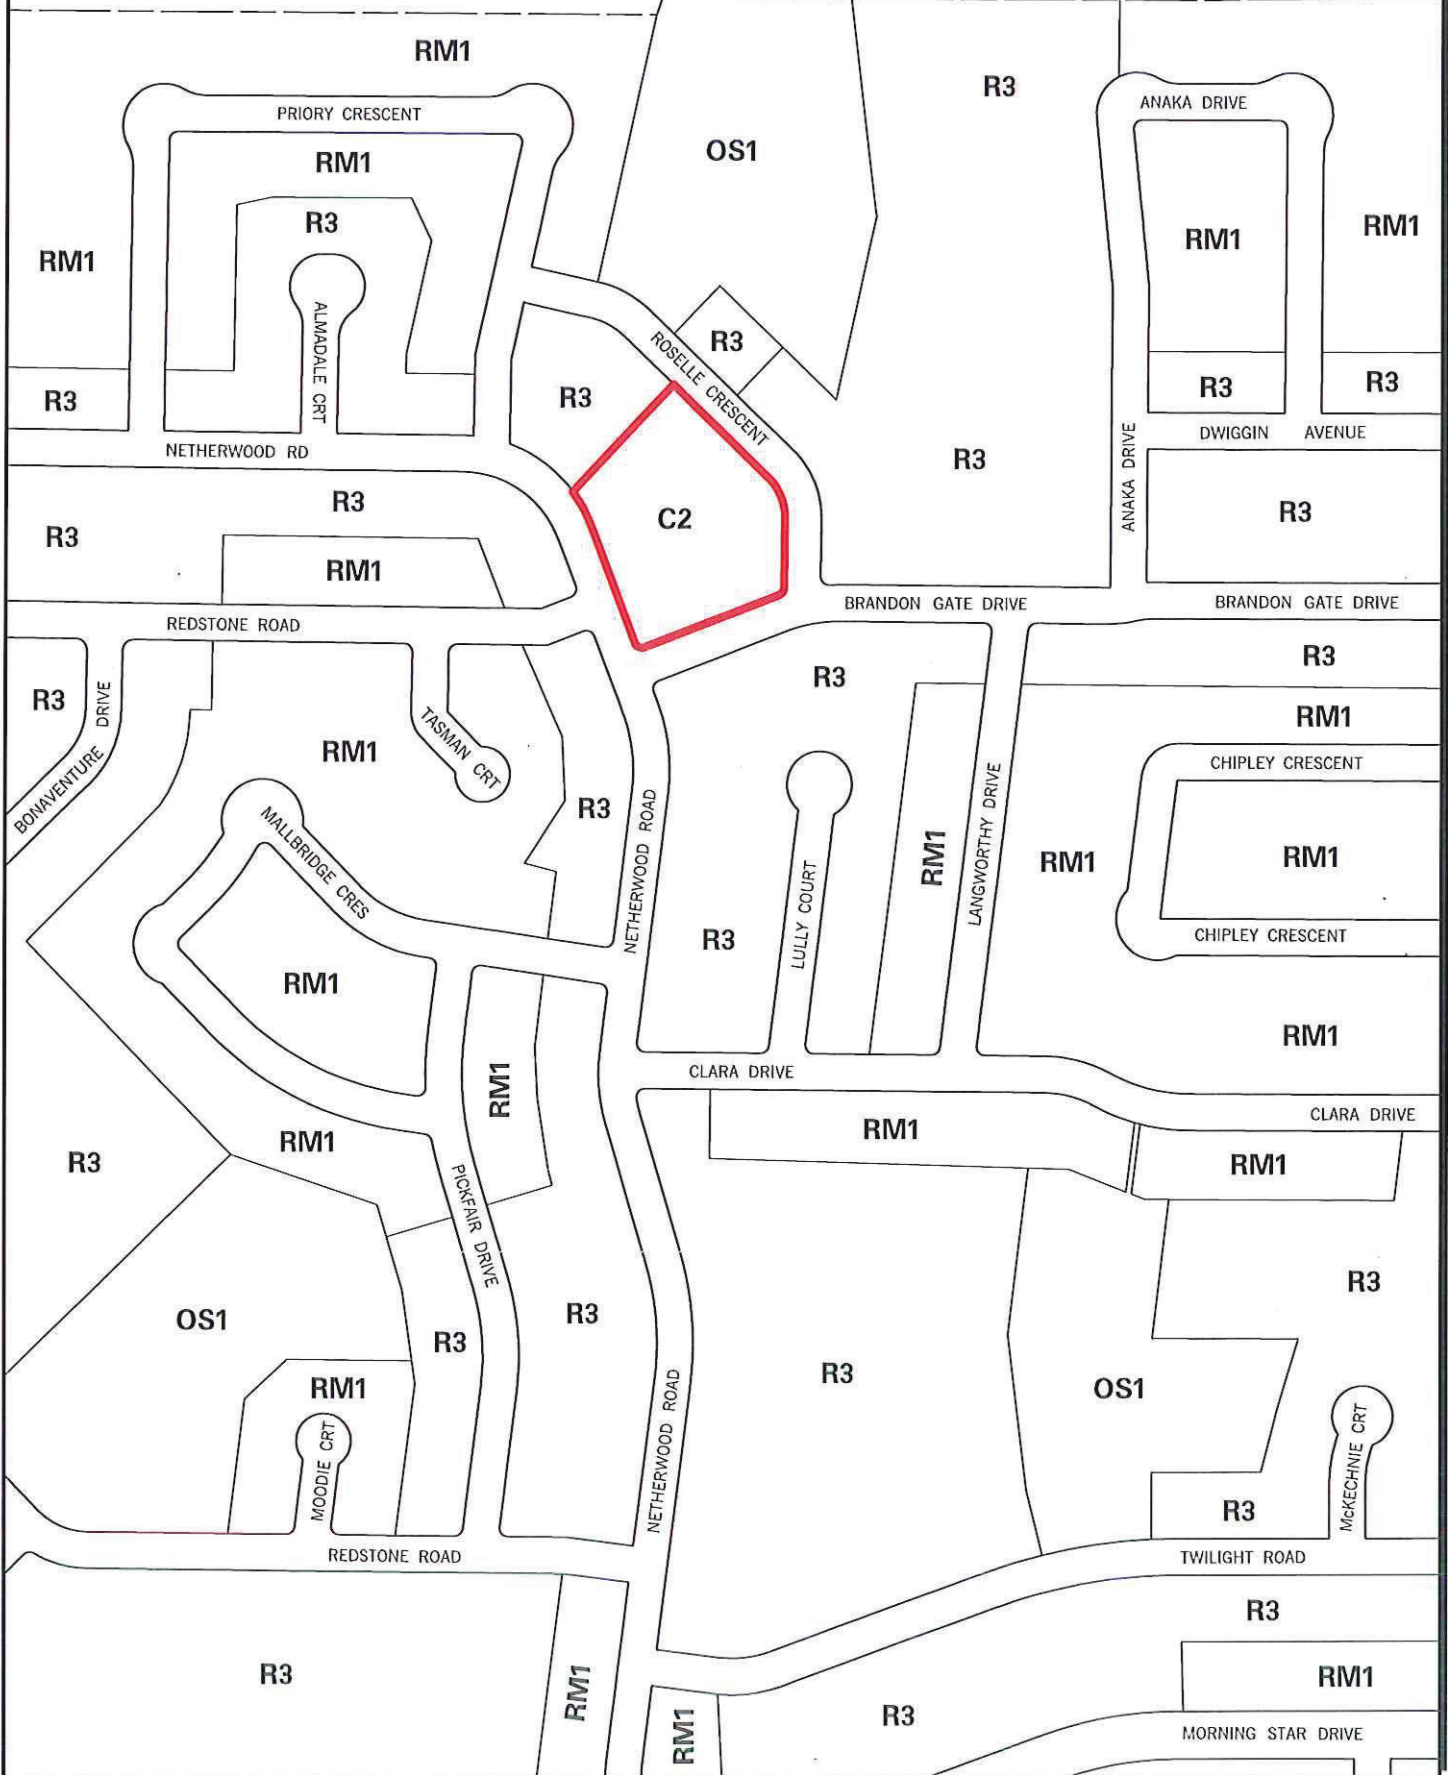 RM1
R3
PRIORY CRESCENT
ANAKA DRIVE
OS1
RM1
R3
RM1
RM1
RM1
ALMADALE CRT
R3
ROSELLE CRESCENT
R3
R3
R3
R3
NETHERWOOD RD
DWIGGIN AVENUE
ANAKA DRIVE
R3
R3
R3
C2
R3
R3
RM1
BRANDON GATE DRIVE
BRANDON GATE DRIVE
REDSTONE ROAD
R3
R3
R3
BONAVENTURE DRIVE
RM1
TASMAN CRT
RM1
CHIPLEY CRESCENT
MALLBRIDGE CRES
R3
NETHERWOOD ROAD
LULLY COURT
RM1
LANGWORTHY DRIVE
RM1
RM1
R3
CHIPLEY CRESCENT
RM1
RM1
RM1
CLARA DRIVE
CLARA DRIVE
RM1
RM1
R3
RM1
PICKFAIR DRIVE
R3
OS1
R3
R3
R3
OS1
RM1
NETHERWOOD ROAD
MOODIE CRT
McKECHNIE CRT
R3
REDSTONE ROAD
TWILIGHT ROAD
R3
R3
RM1
RM1
R3
RM1
MORNING STAR DRIVE